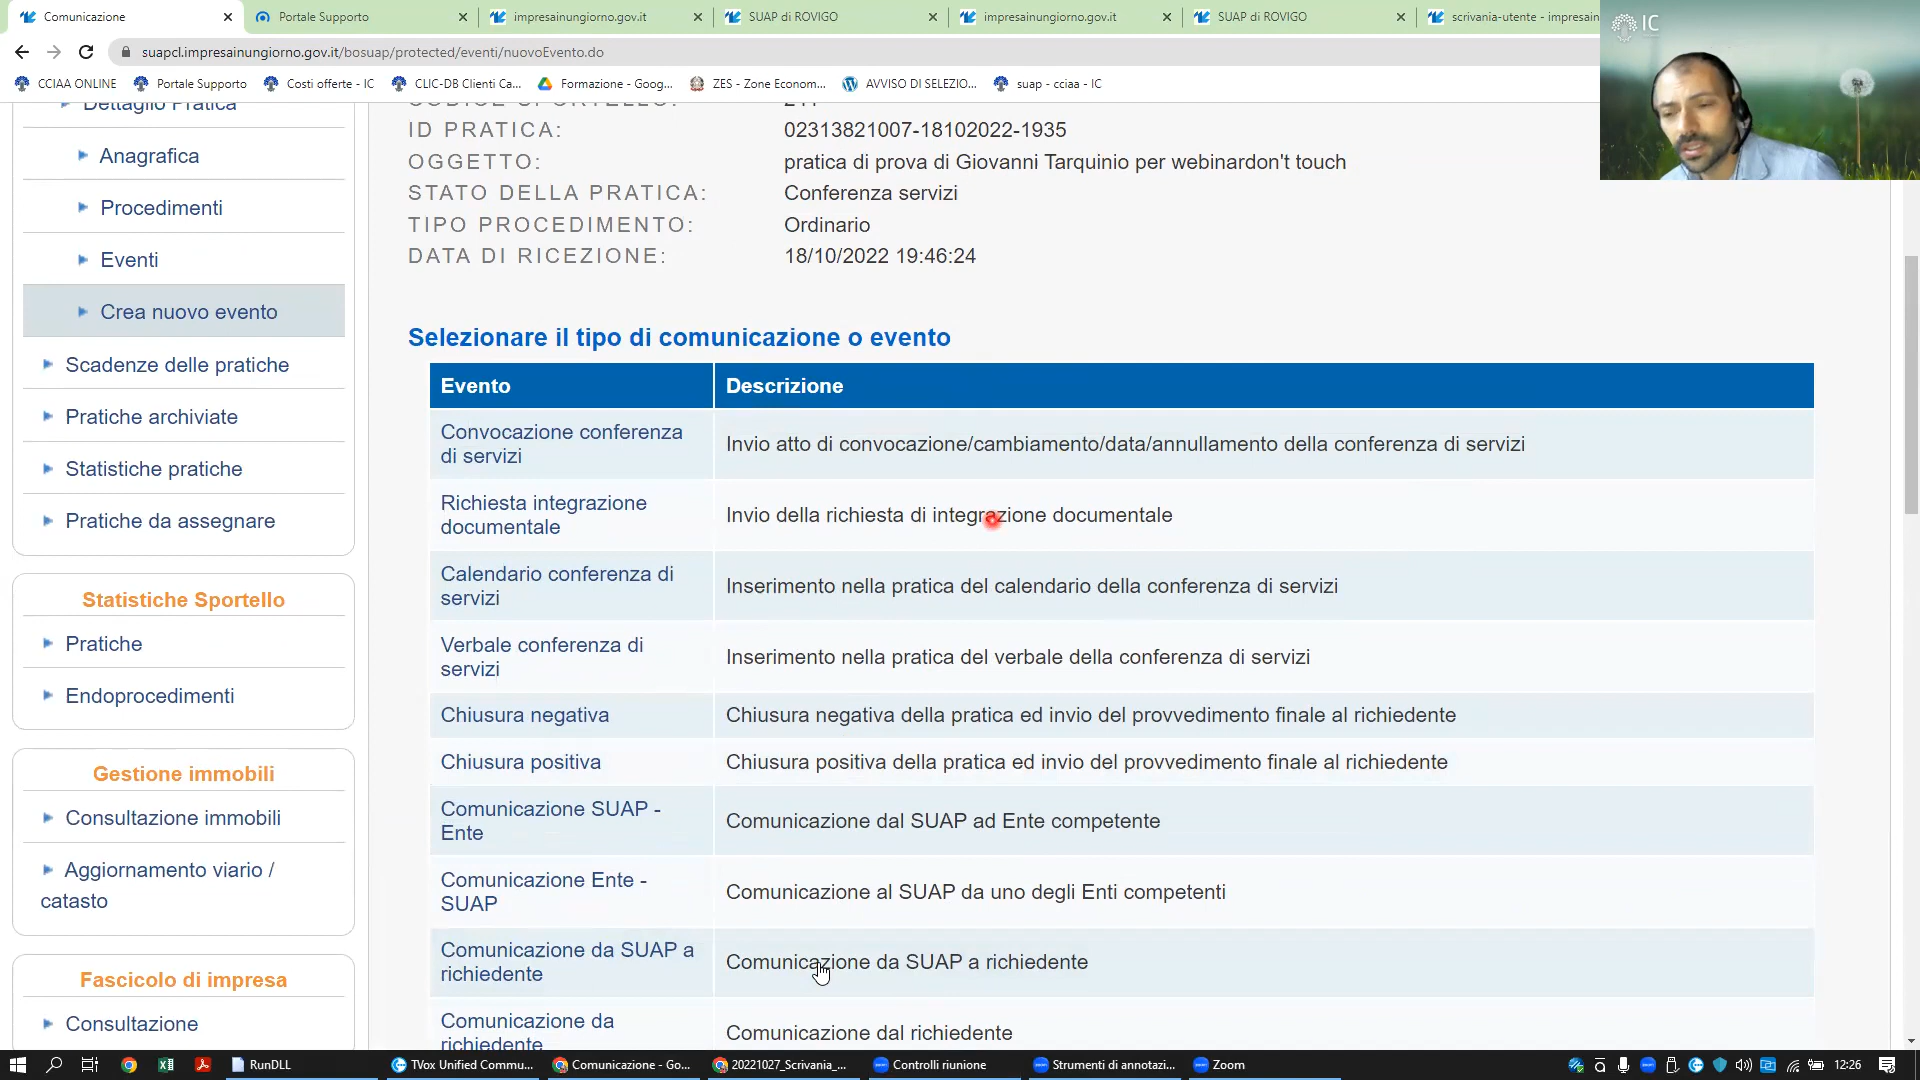 Comunicazione
Portale Supporto
impresainungiorno.gov.it
SUAP di ROVIGO
impresainungiorno.gov.it
SUAP di ROVIGO
scrivania-utente - impresain
IC
suapcl.impresainungiorno.gov.it/bosuap/protected/eventi/nuovoEvento.do
CCIAA ONLINE
Portale Supporto
Costi offerte - IC
CLIC-DB Clienti Ca...
Formazione - Goog...
ZES - Zone Econom...
AVVISO DI SELEZIO...
suap - cciaa - IC
Dettaglio Pratica
Anagrafica
Procedimenti
Eventi
Crea nuovo evento
Scadenze delle pratiche
Pratiche archiviate
Statistiche pratiche
Pratiche da assegnare
Statistiche Sportello
Pratiche
Endoprocedimenti
Gestione immobili
Consultazione immobili
Aggiornamento viario /
catasto
Fascicolo di impresa
Consultazione
CODICE SPORTELLO:
ID PRATICA: 02313821007-18102022-1935
OGGETTO: pratica di prova di Giovanni Tarquinio per webinardon't touch
STATO DELLA PRATICA: Conferenza servizi
TIPO PROCEDIMENTO: Ordinario
DATA DI RICEZIONE: 18/10/2022 19:46:24
Selezionare il tipo di comunicazione o evento
Evento Descrizione
Convocazione conferenza
di servizi
Invio atto di convocazione/cambiamento/data/annullamento della conferenza di servizi
Richiesta integrazione
documentale
Invio della richiesta di integrazione documentale
Calendario conferenza di
servizi
Inserimento nella pratica del calendario della conferenza di servizi
Verbale conferenza di
servizi
Inserimento nella pratica del verbale della conferenza di servizi
Chiusura negativa
Chiusura negativa della pratica ed invio del provvedimento finale al richiedente
Chiusura positiva
Chiusura positiva della pratica ed invio del provvedimento finale al richiedente
Comunicazione SUAP -
Ente
Comunicazione dal SUAP ad Ente competente
Comunicazione Ente -
SUAP
Comunicazione al SUAP da uno degli Enti competenti
Comunicazione da SUAP a
richiedente
Comunicazione da SUAP a richiedente
Comunicazione da
richiedente
Comunicazione dal richiedente
RunDLL
TVox Unified Commu...
Comunicazione - Go...
20221027_Scrivania_...
Controlli riunione
Strumenti di annotazi...
Zoom
12:26